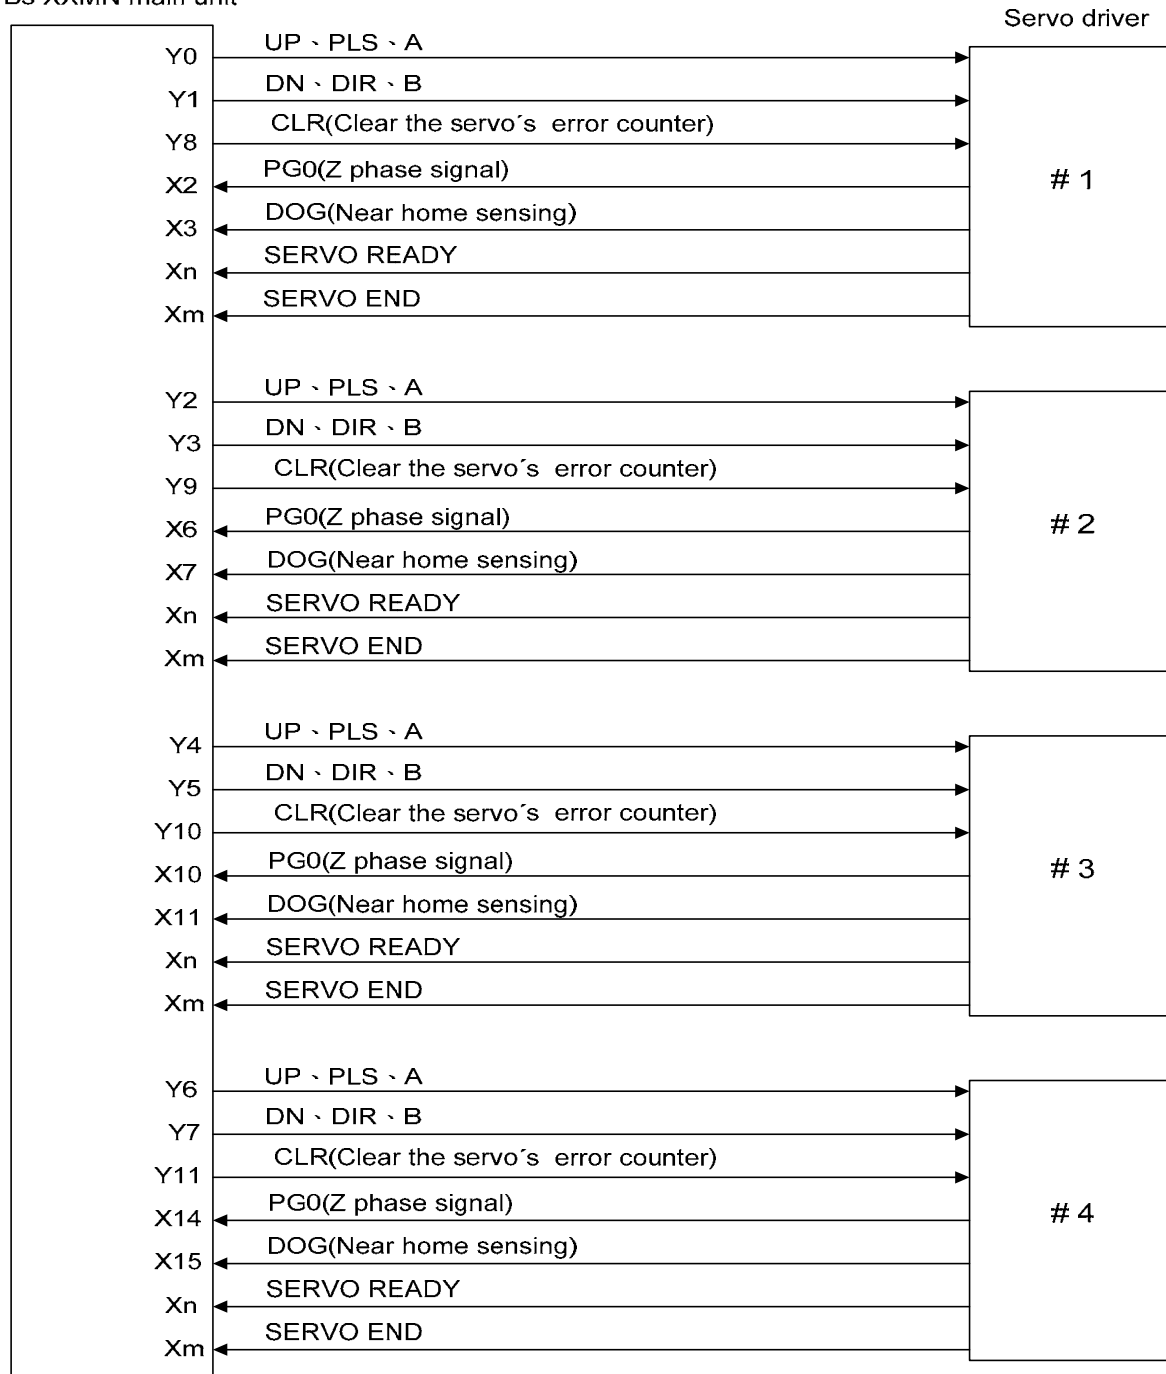 XXMN main unit
Servo driver
Y0 UP、PLS、A
Y1 DN、DIR、B
Y8 CLR(Clear the servo´s error counter)
X2 PG0(Z phase signal)
X3 DOG(Near home sensing)
Xn SERVO READY
Xm SERVO END
# 1
Y2 UP、PLS、A
Y3 DN、DIR、B
Y9 CLR(Clear the servo´s error counter)
X6 PG0(Z phase signal)
X7 DOG(Near home sensing)
Xn SERVO READY
Xm SERVO END
# 2
Y4 UP、PLS、A
Y5 DN、DIR、B
Y10 CLR(Clear the servo´s error counter)
X10 PG0(Z phase signal)
X11 DOG(Near home sensing)
Xn SERVO READY
Xm SERVO END
# 3
Y6 UP、PLS、A
Y7 DN、DIR、B
Y11 CLR(Clear the servo´s error counter)
X14 PG0(Z phase signal)
X15 DOG(Near home sensing)
Xn SERVO READY
Xm SERVO END
# 4